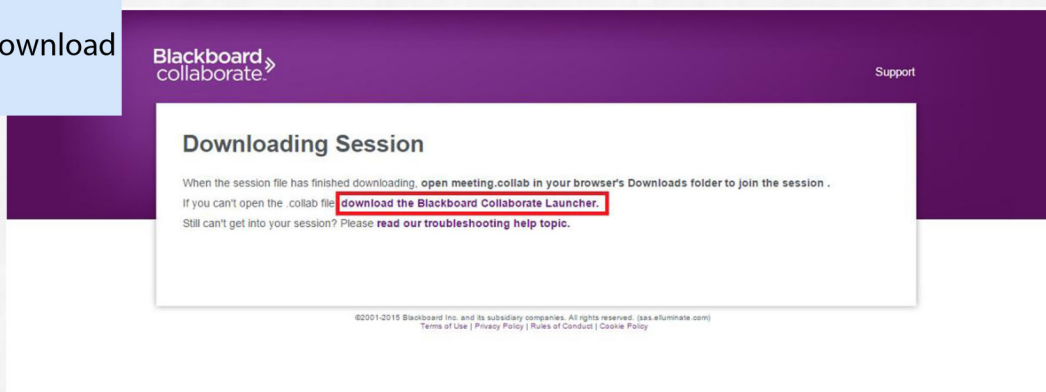 ownload
Blackboard
collaborate
Support
Downloading Session
When the session file has finished downloading, open meeting.collab in your browser's Downloads folder to join the session .
If you can't open the .collab file download the Blackboard Collaborate Launcher.
Still can't get into your session? Please read our troubleshooting help topic.
©2001-2015 Blackboard Inc. and its subsidiary companies. All rights reserved. (sas.elluminate.com)
Terms of Use | Privacy Policy | Rules of Conduct | Cookie Policy